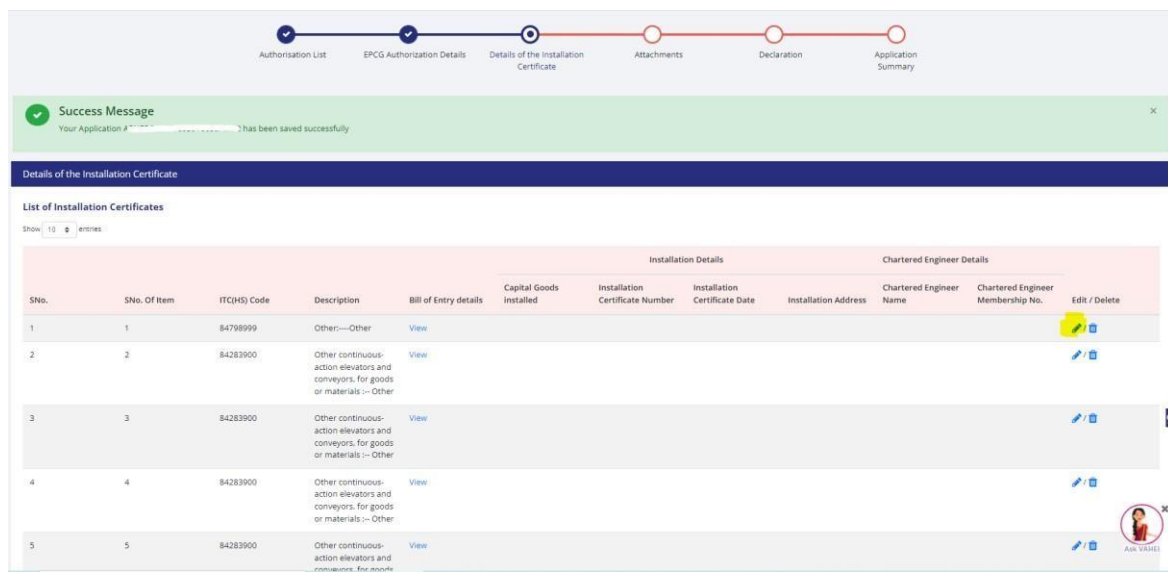 Authorisation List
EPCG Authorization Details
Details of the Installation
Certificate
Attachments
Declaration
Application
Summary
Success Message
×
Your Application has been saved successfully
Details of the Installation Certificate
List of Installation Certificates
Show 10 entries
Installation Details
Chartered Engineer Details
SNo.
SNo. Of Item
ITC(HS) Code
Description
Bill of Entry details
Capital Goods
installed
Installation
Certificate Number
Installation
Certificate Date
Installation Address
Chartered Engineer
Name
Chartered Engineer
Membership No.
Edit / Delete
1 1 84798999 Other:----Other View /
2 2 84283900 Other continuous- View /
action elevators and
conveyors, for goods
or materials :-- Other
3 3 84283900 Other continuous- View /
action elevators and
conveyors, for goods
or materials :-- Other
4 4 84283900 Other continuous- View /
action elevators and
conveyors, for goods
or materials :-- Other
5 5 84283900 Other continuous- View /
action elevators and
conveyors, for goods
Ask VAHEI